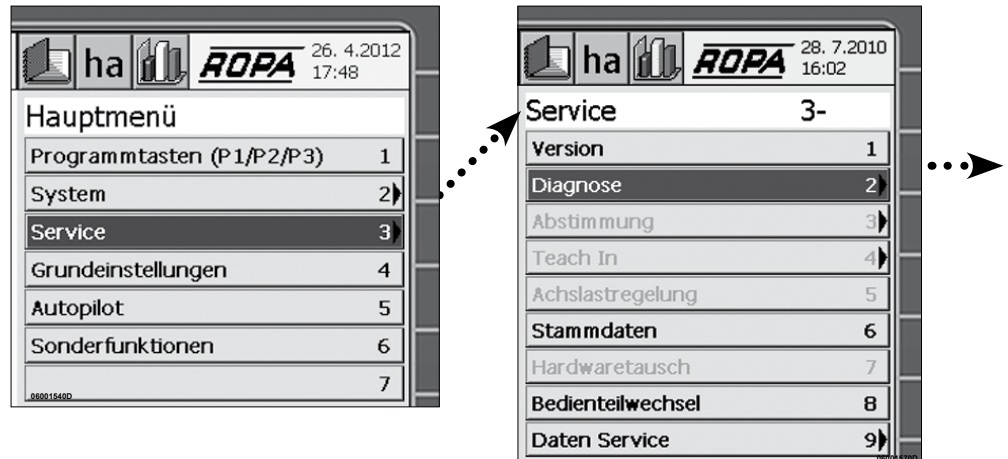 ha ROPA 26. 4.2012
17:48
Hauptmenü
Programmtasten (P1/P2/P3) 1
System 2
Service 3
Grundeinstellungen 4
Autopilot 5
Sonderfunktionen 6
7
06001540D
ha ROPA 28. 7.2010
16:02
Service 3-
Version 1
Diagnose 2
Abstimmung 3
Teach In 4
Achslastregelung 5
Stammdaten 6
Hardwaretausch 7
Bedienteilwechsel 8
Daten Service 9